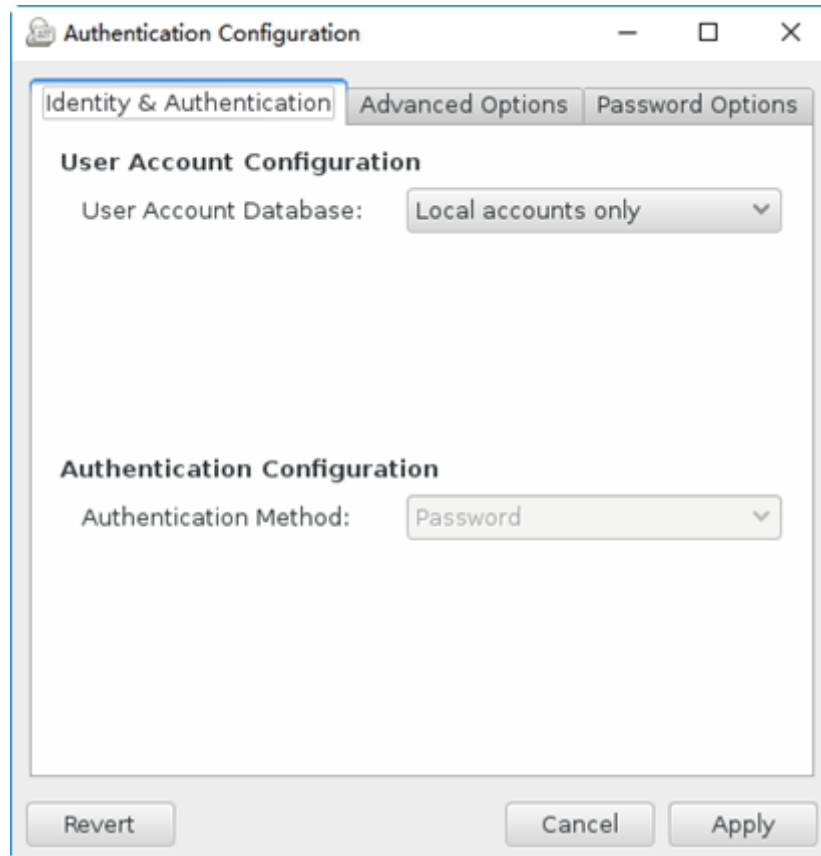 Authentication Configuration
Identity & Authentication Advanced Options Password Options
User Account Configuration
User Account Database: Local accounts only
Authentication Configuration
Authentication Method: Password
Revert Cancel Apply